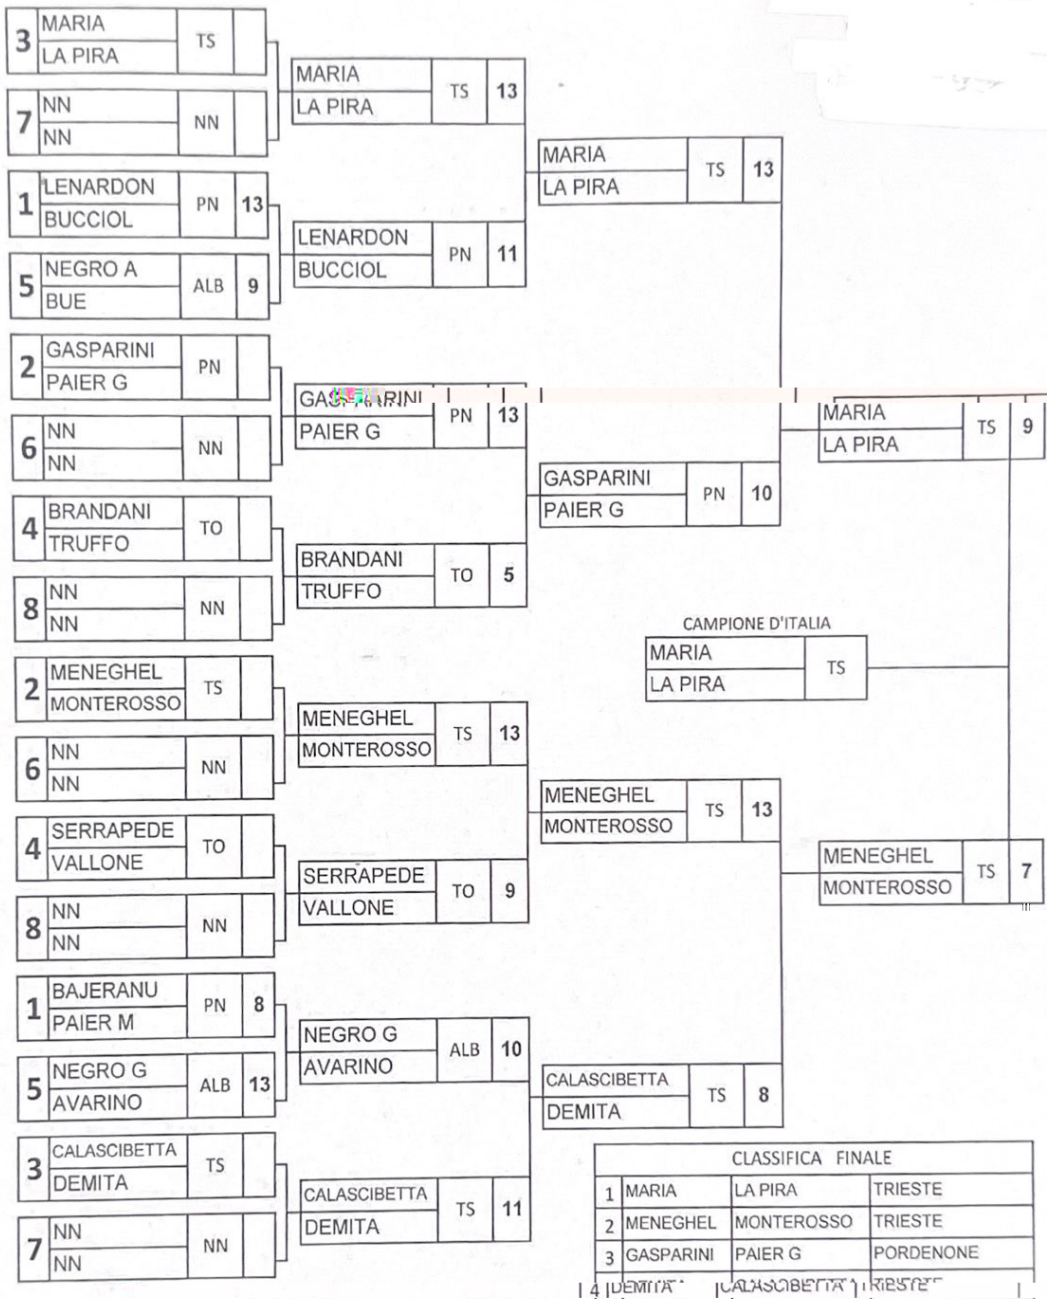 3 MARIA TS
LA PIRA
7 NN NN
NN
1 LENARDON PN 13
BUCCIOL
5 NEGRO A ALB 9
BUE
2 GASPARINI PN
PAIER G
6 NN NN
NN
4 BRANDANI TO
TRUFFO
8 NN NN
NN
2 MENEGHEL TS
MONTEROSSO
6 NN NN
NN
4 SERRAPEDE TO
VALLONE
8 NN NN
NN
1 BAJERANU PN 8
PAIER M
5 NEGRO G ALB 13
AVARINO
3 CALASCIBETTA TS
DEMITA
7 NN NN
NN
MARIA TS 13
LA PIRA
LENARDON PN 11
BUCCIOL
GASPARINI PN 13
PAIER G
BRANDANI TO 5
TRUFFO
MENEGHEL TS 13
MONTEROSSO
SERRAPEDE TO 9
VALLONE
NEGRO G ALB 10
AVARINO
CALASCIBETTA TS 11
DEMITA
MARIA TS 13
LA PIRA
GASPARINI PN 10
PAIER G
MENEGHEL TS 13
MONTEROSSO
CALASCIBETTA TS 8
DEMITA
MARIA TS 9
LA PIRA
MENEGHEL TS 7
MONTEROSSO
CAMPIONE D'ITALIA
MARIA TS
LA PIRA
CLASSIFICA FINALE
1 MARIA LA PIRA TRIESTE
2 MENEGHEL MONTEROSSO TRIESTE
3 GASPARINI PAIER G PORDENONE
4 DEMITA CALASCIBETTA TRIESTE